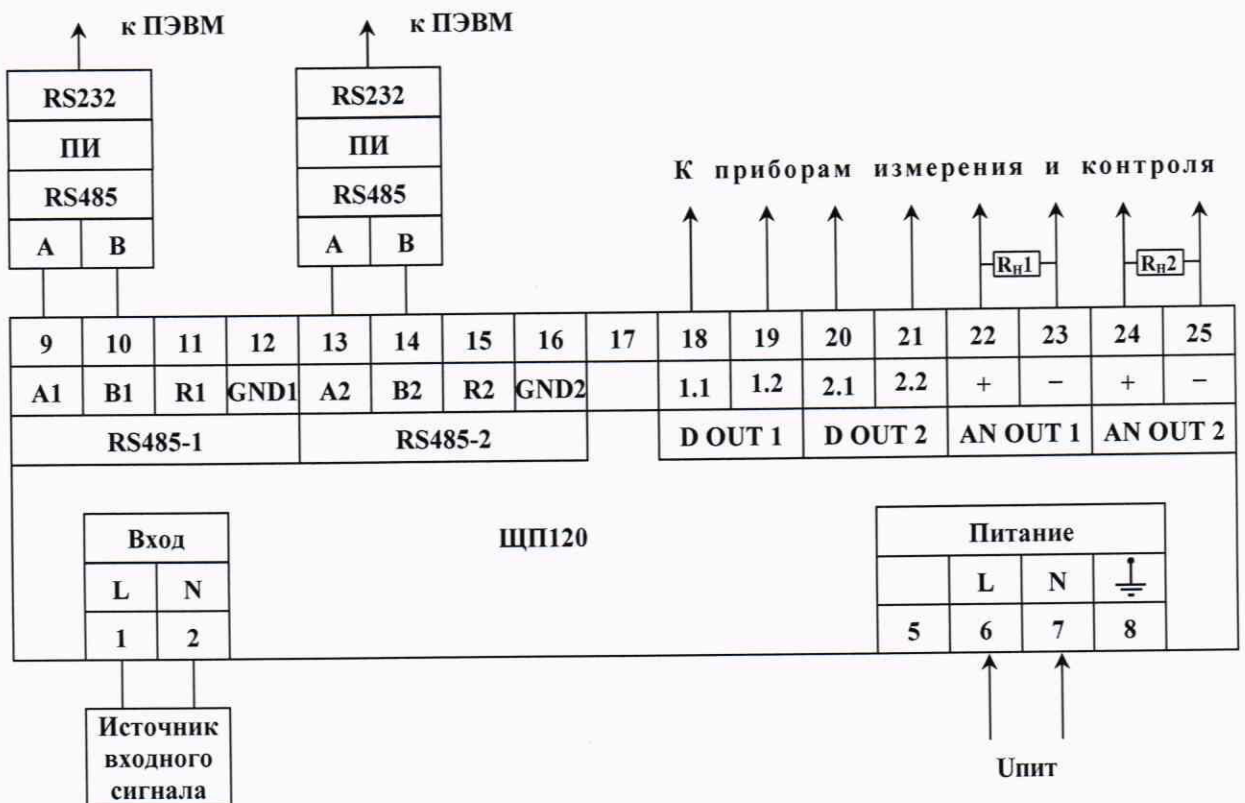 к ПЭВМ к ПЭВМ
RS232 RS232
ПИ ПИ
RS485 RS485
К приборам измерения и контроля
A B A B
Rн1 Rн2
9 10 11 12 13 14 15 16 17 18 19 20 21 22 23 24 25
A1 B1 R1 GND1 A2 B2 R2 GND2 1.1 1.2 2.1 2.2 + − + −
RS485-1 RS485-2 D OUT 1 D OUT 2 AN OUT 1 AN OUT 2
Вход ЩП120 Питание
L N L N
1 2 5 6 7 8
Источник
входного
сигнала
Uпит